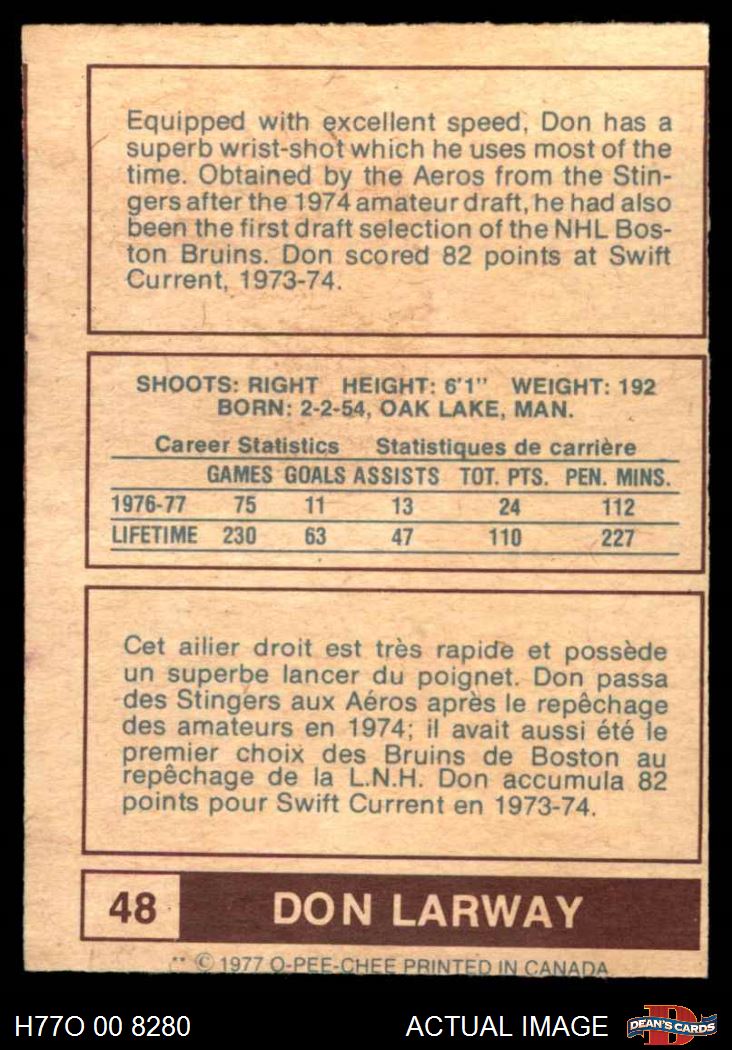 Equipped with excellent speed, Don has a
superb wrist-shot which he uses most of the
time. Obtained by the Aeros from the Stin-
gers after the 1974 amateur draft, he had also
been the first draft selection of the NHL Bos-
ton Bruins. Don scored 82 points at Swift
Current, 1973-74.
SHOOTS: RIGHT HEIGHT: 6'1" WEIGHT: 192
BORN: 2-2-54, OAK LAKE, MAN.
Career Statistics Statistiques de carrière
GAMES GOALS ASSISTS TOT. PTS. PEN. MINS.
1976-77 75 11 13 24 112
LIFETIME 230 63 47 110 227
Cet ailier droit est très rapide et possède
un superbe lancer du poignet. Don passa
des Stingers aux Aéros après le repêchage
des amateurs en 1974; il avait aussi été le
premier choix des Bruins de Boston au
repêchage de la L.N.H. Don accumula 82
points pour Swift Current en 1973-74.
48 DON LARWAY
** © 1977 O-PEE-CHEE PRINTED IN CANADA
H77O 00 8280 ACTUAL IMAGE D DEAN'S CARDS